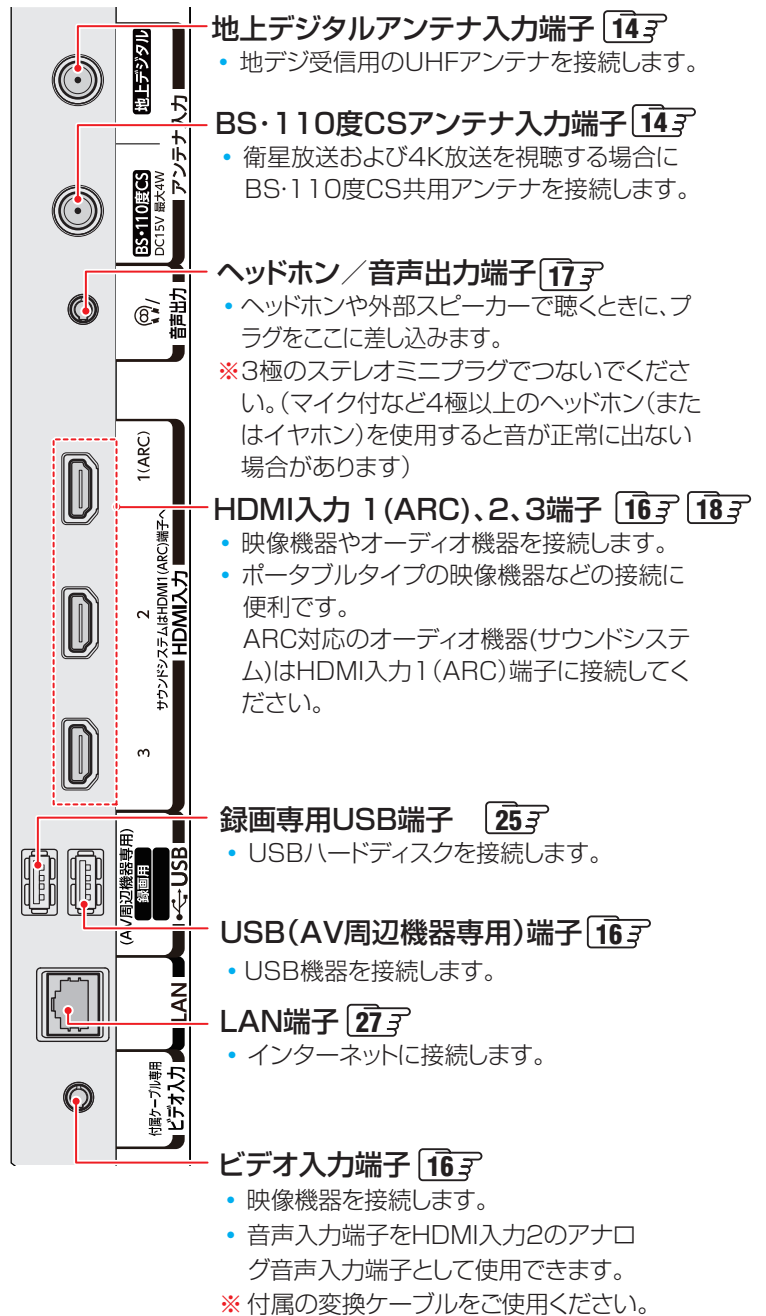 地上デジタルアンテナ入力端子 14
• 地デジ受信用のUHFアンテナを接続します。
BS・110度CSアンテナ入力端子 14
• 衛星放送および4K放送を視聴する場合に
BS・110度CS共用アンテナを接続します。
ヘッドホン／音声出力端子 17
• ヘッドホンや外部スピーカーで聴くときに、プ
ラグをここに差し込みます。
※3極のステレオミニプラグでつないでくださ
い。（マイク付など4極以上のヘッドホン（また
はイヤホン）を使用すると音が正常に出ない
場合があります）
HDMI入力 1（ARC）、2、3端子 16 18
• 映像機器やオーディオ機器を接続します。
• ポータブルタイプの映像機器などの接続に
便利です。
ARC対応のオーディオ機器(サウンドシステ
ム)はHDMI入力1（ARC）端子に接続してく
ださい。
録画専用USB端子 25
• USBハードディスクを接続します。
USB（AV周辺機器専用）端子 16
• USB機器を接続します。
LAN端子 27
• インターネットに接続します。
ビデオ入力端子 16
• 映像機器を接続します。
• 音声入力端子をHDMI入力2のアナロ
グ音声入力端子として使用できます。
※ 付属の変換ケーブルをご使用ください。
地上デジタル
アンテナ入力
BS・110度CS
DC15V 最大4W
/
音声出力
1（ARC）
2
3
サウンドシステムはHDMI1（ARC）端子へ
HDMI入力
（AV周辺機器専用）
録画用
USB
LAN
付属ケーブル専用
ビデオ入力